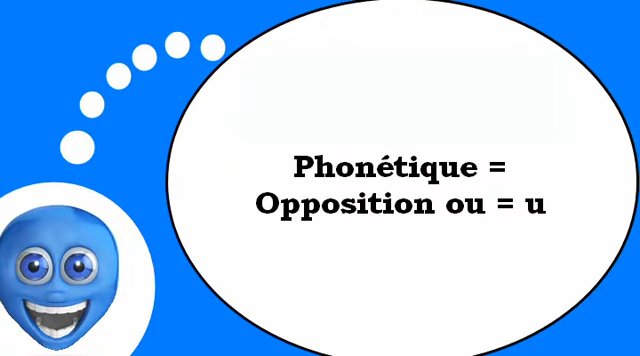 Phonétique =
Opposition ou = u